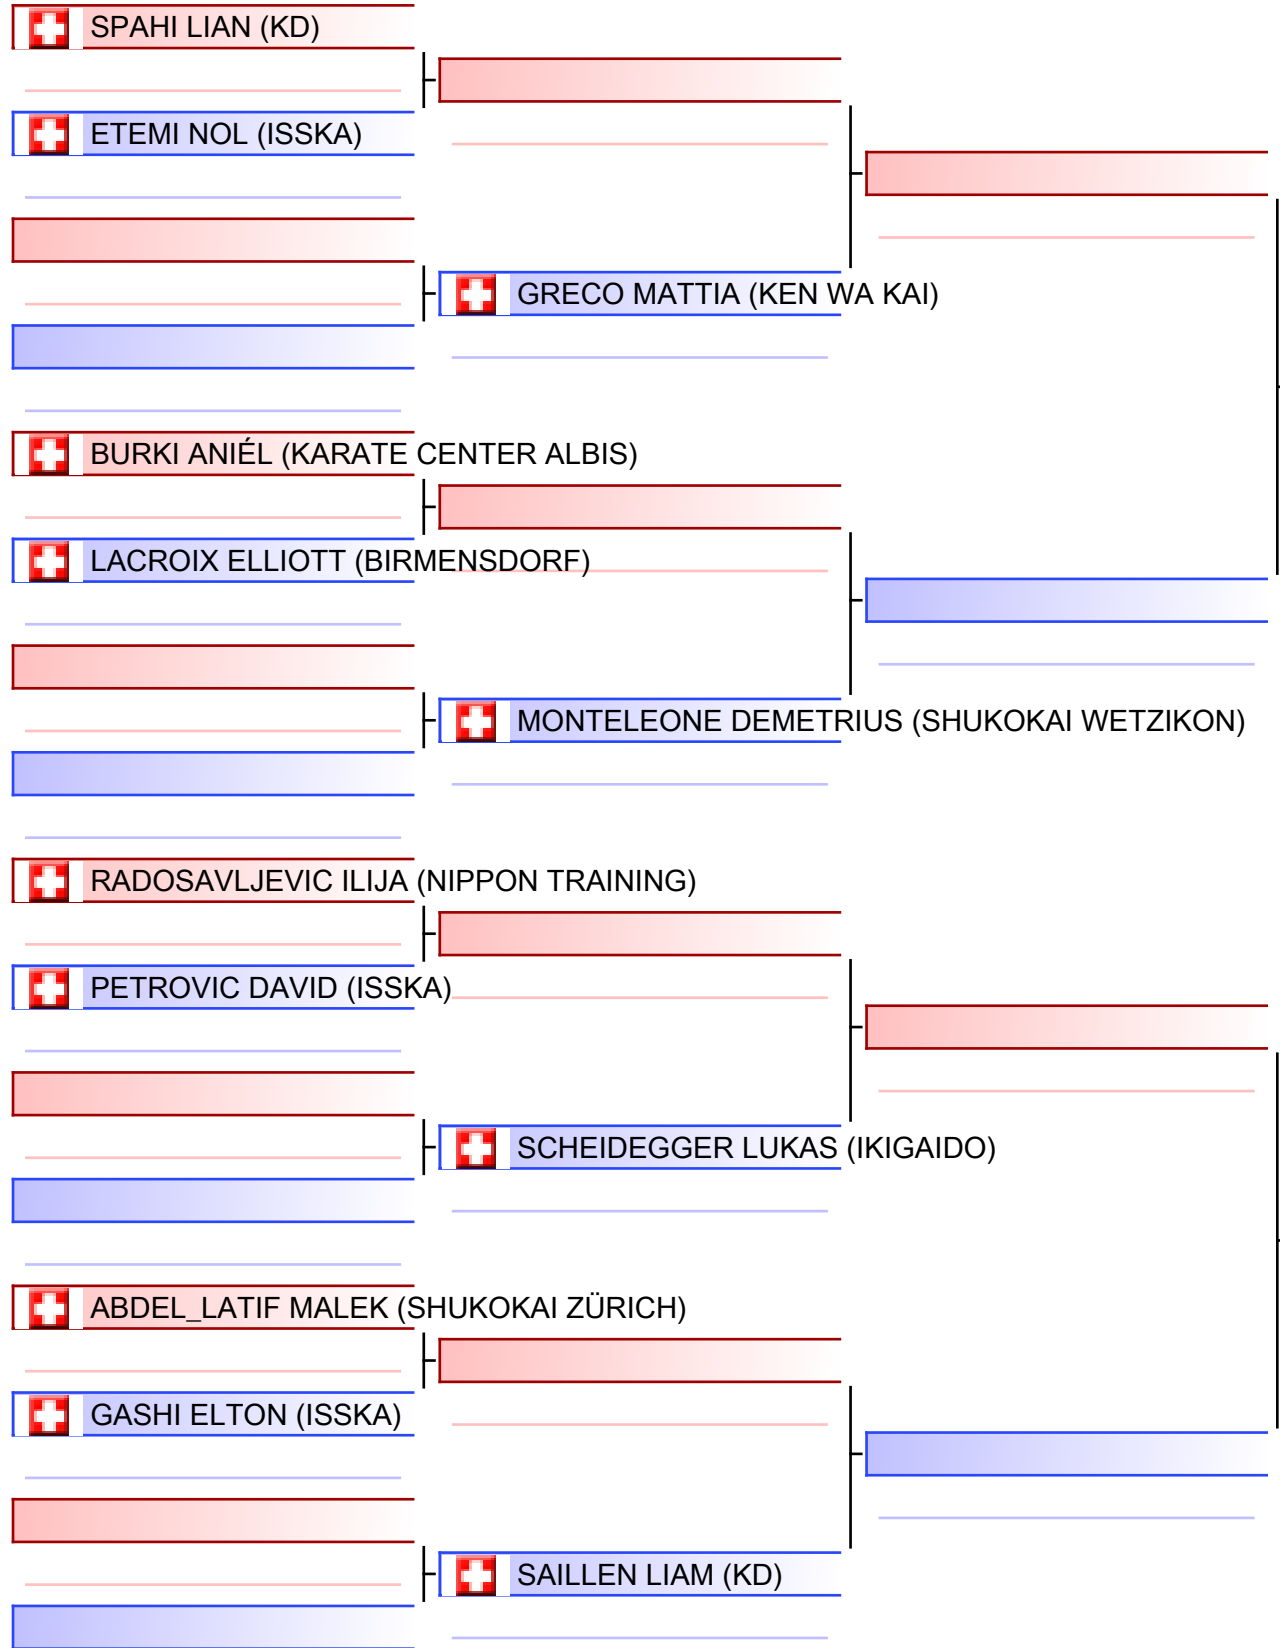 SPAHI LIAN (KD)
ETEMI NOL (ISSKA)
GRECO MATTIA (KEN WA KAI)
BURKI ANIÉL (KARATE CENTER ALBIS)
LACROIX ELLIOTT (BIRMENSDORF)
MONTELEONE DEMETRIUS (SHUKOKAI WETZIKON)
RADOSAVLJEVIC ILIJA (NIPPON TRAINING)
PETROVIC DAVID (ISSKA)
SCHEIDEGGER LUKAS (IKIGAIDO)
ABDEL_LATIF MALEK (SHUKOKAI ZÜRICH)
GASHI ELTON (ISSKA)
SAILLEN LIAM (KD)